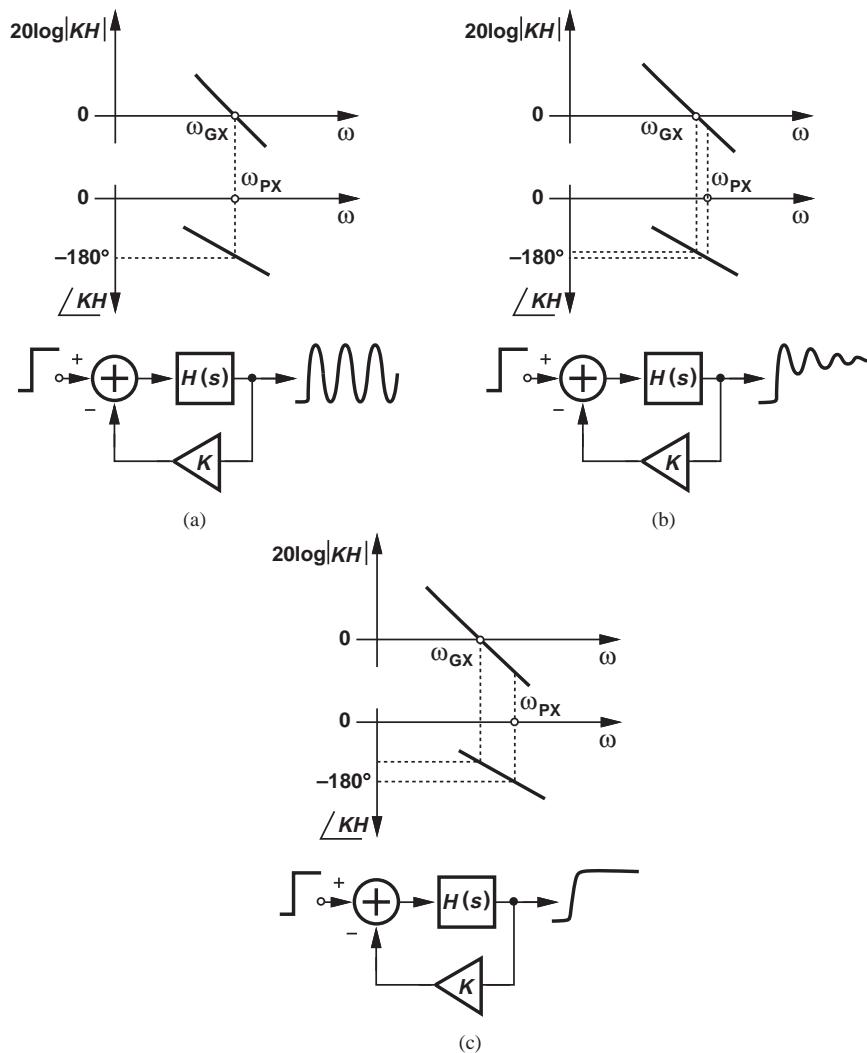 20log|KH|
0
ω_GX
ω
0
ω_PX
ω
−180°
∠KH
+
−
H(s)
K
(a)
20log|KH|
0
ω_GX
ω
0
ω_PX
ω
−180°
∠KH
+
−
H(s)
K
(b)
20log|KH|
0
ω_GX
ω
0
ω_PX
ω
−180°
∠KH
+
−
H(s)
K
(c)